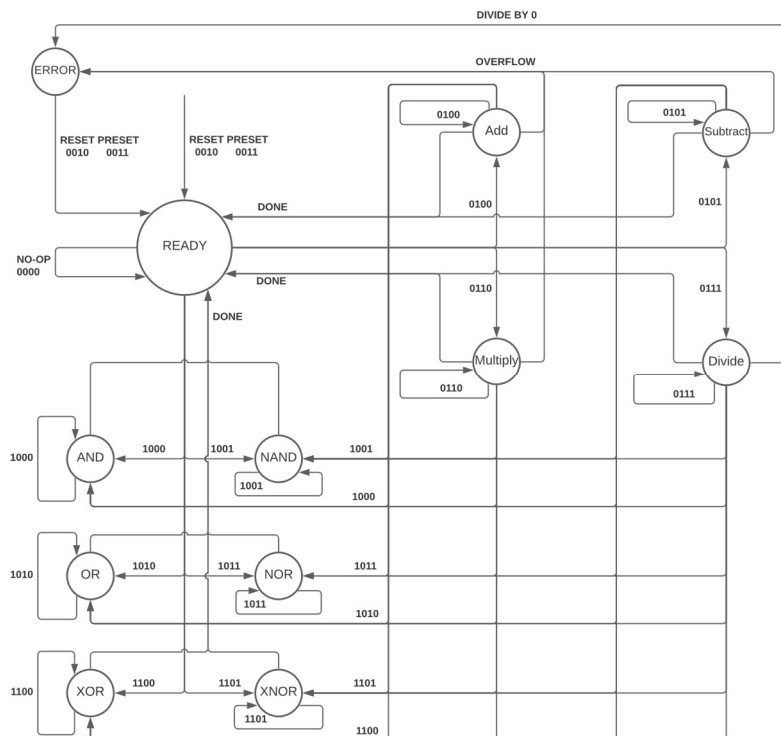 DIVIDE BY 0
OVERFLOW
ERROR
0100
Add
0101
Subtract
RESET PRESET
0010 0011
RESET PRESET
0010 0011
DONE
0100
0101
READY
NO-OP
0000
DONE
0110
0111
DONE
Multiply
Divide
0110
0111
1000
AND
1000
1001
NAND
1001
1001
1000
1010
OR
1010
1011
NOR
1011
1011
1010
1100
XOR
1100
1101
XNOR
1101
1101
1100